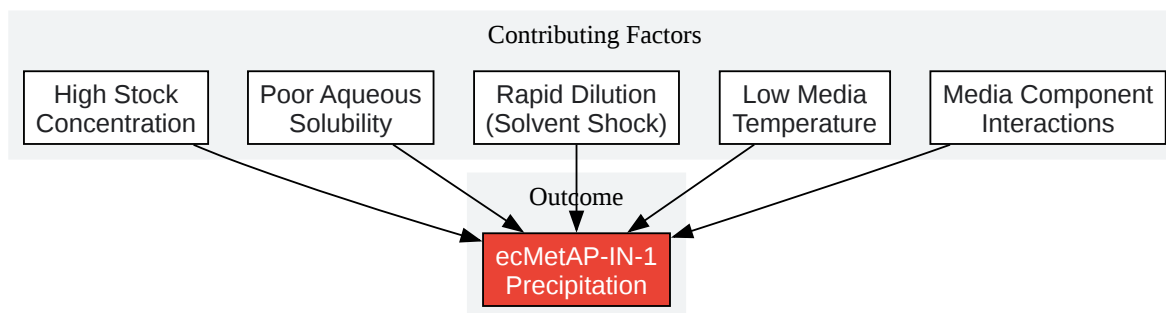 Contributing Factors
High Stock
Concentration
Poor Aqueous
Solubility
Rapid Dilution
(Solvent Shock)
Low Media
Temperature
Media Component
Interactions
Outcome
ecMetAP-IN-1
Precipitation